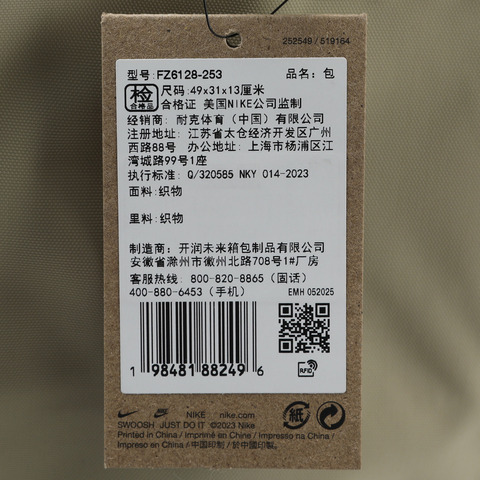 252549 / 519164
型号: FZ6128-253 品名: 包
检 合格品 尺码: 49x31x13厘米
合格证 美国NIKE公司监制
经销商: 耐克体育（中国）有限公司
注册地址: 江苏省太仓经济开发区广州
西路88号 办公地址: 上海市杨浦区江
湾城路99号1座
执行标准: Q/320585 NKY 014-2023
面料: 织物
里料: 织物
制造商: 开润未来箱包制品有限公司
安徽省滁州市徽州北路708号1#厂房
客服热线: 800-820-8865（固话）
400-880-6453（手机） EMH 052025
1 98481 88249 6
RFID
NIKE nike.com
SWOOSH JUST DO IT ©2023 Nike
Printed in China / Imprimé en Chine / Impressito na China /
Impreso en China / 中国印制 / 於中國印製.
紙